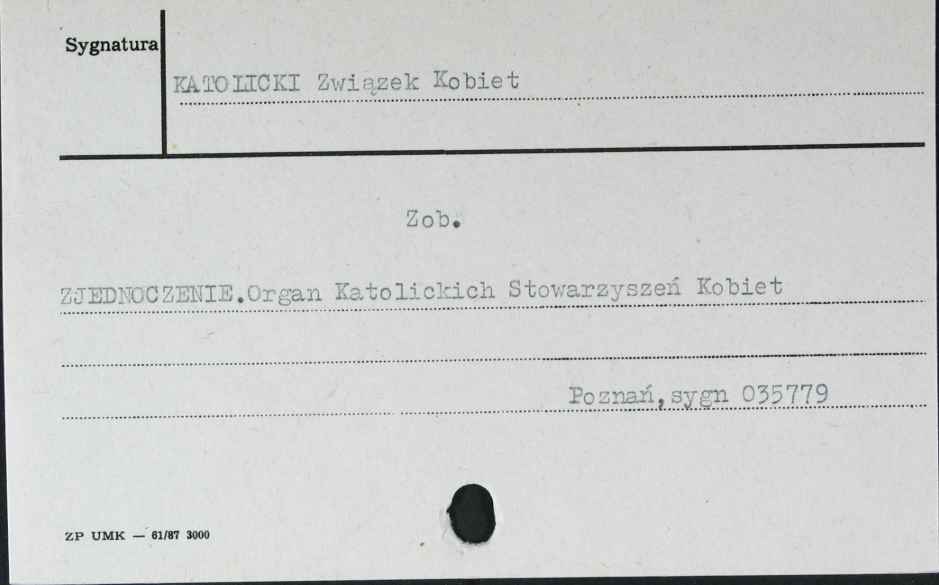 Sygnatura
KATOLICKI Związek Kobiet
Zob.
ZJEDNOCZENIE.Organ Katolickich Stowarzyszeń Kobiet
Poznań,sygn 035779
ZP UMK — 61/87 3000